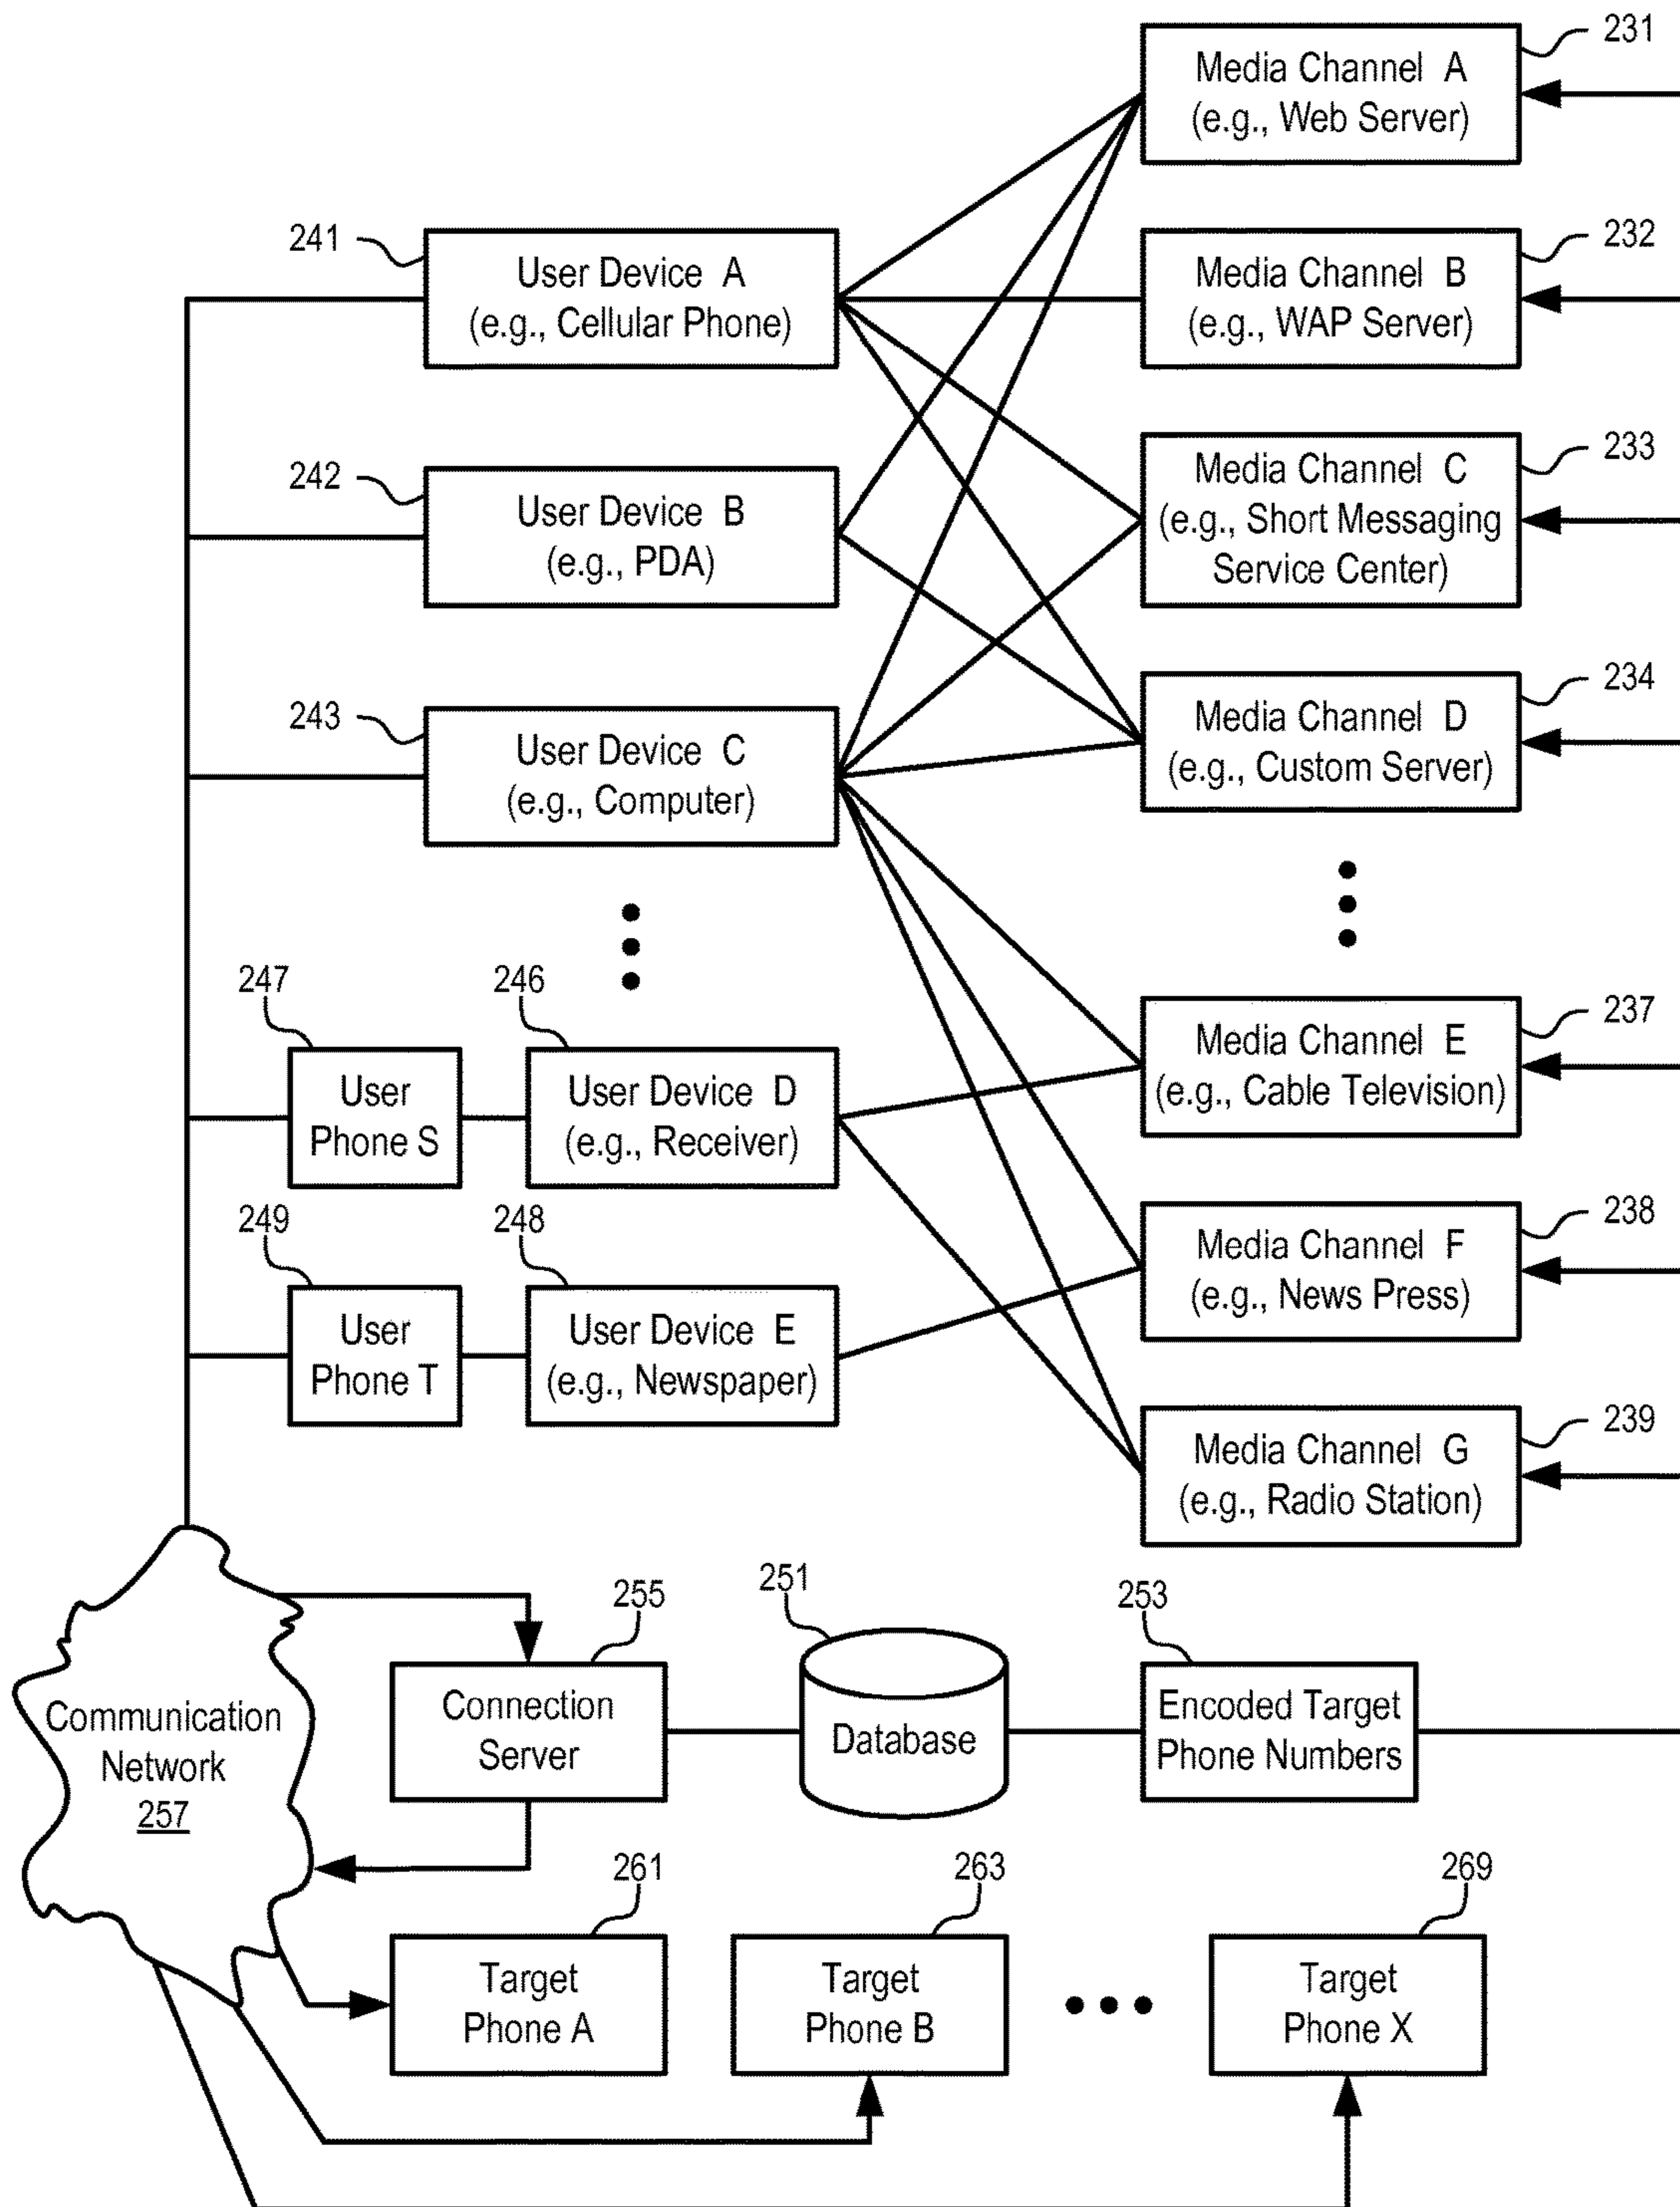 231
Media Channel A
(e.g., Web Server)
241
User Device A
(e.g., Cellular Phone)
232
Media Channel B
(e.g., WAP Server)
233
Media Channel C
(e.g., Short Messaging
Service Center)
242
User Device B
(e.g., PDA)
234
Media Channel D
(e.g., Custom Server)
243
User Device C
(e.g., Computer)
247
User
Phone S
246
User Device D
(e.g., Receiver)
237
Media Channel E
(e.g., Cable Television)
249
User
Phone T
248
User Device E
(e.g., Newspaper)
238
Media Channel F
(e.g., News Press)
239
Media Channel G
(e.g., Radio Station)
Communication
Network
257
255
Connection
Server
251
Database
253
Encoded Target
Phone Numbers
261
Target
Phone A
263
Target
Phone B
269
Target
Phone X